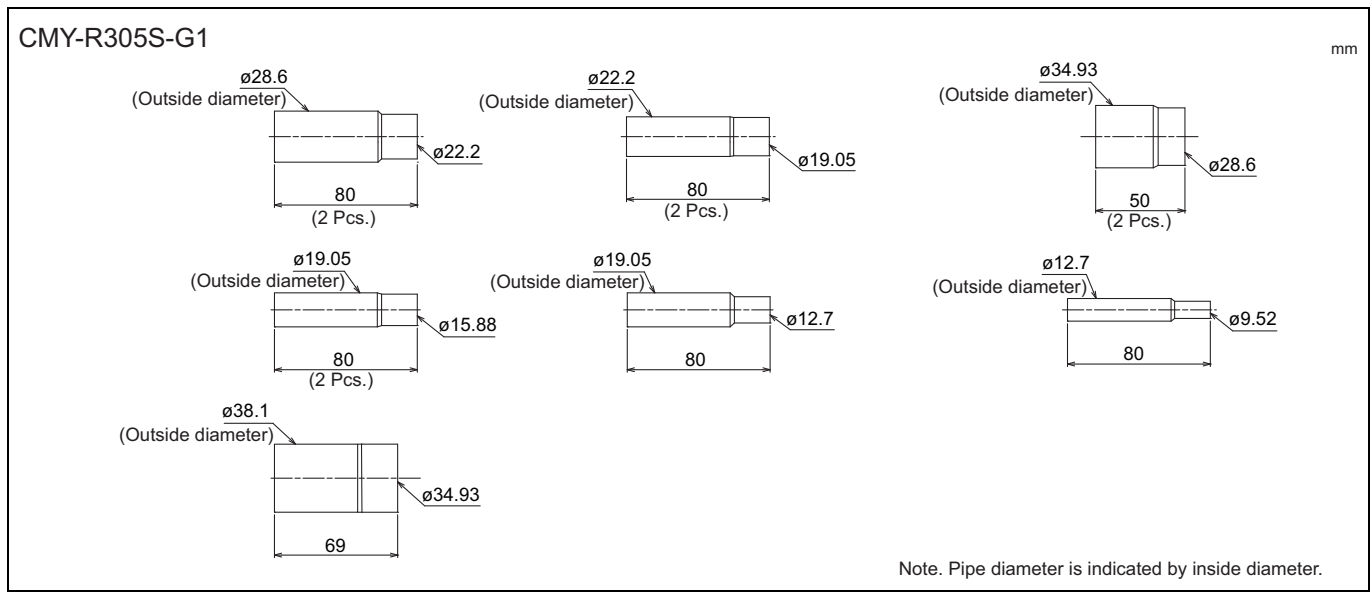 CMY-R305S-G1
mm
ø28.6
(Outside diameter)
ø22.2
80
(2 Pcs.)
ø22.2
(Outside diameter)
ø19.05
80
(2 Pcs.)
ø34.93
(Outside diameter)
ø28.6
50
(2 Pcs.)
ø19.05
(Outside diameter)
ø15.88
80
(2 Pcs.)
ø19.05
(Outside diameter)
ø12.7
80
ø12.7
(Outside diameter)
ø9.52
80
ø38.1
(Outside diameter)
ø34.93
69
Note. Pipe diameter is indicated by inside diameter.